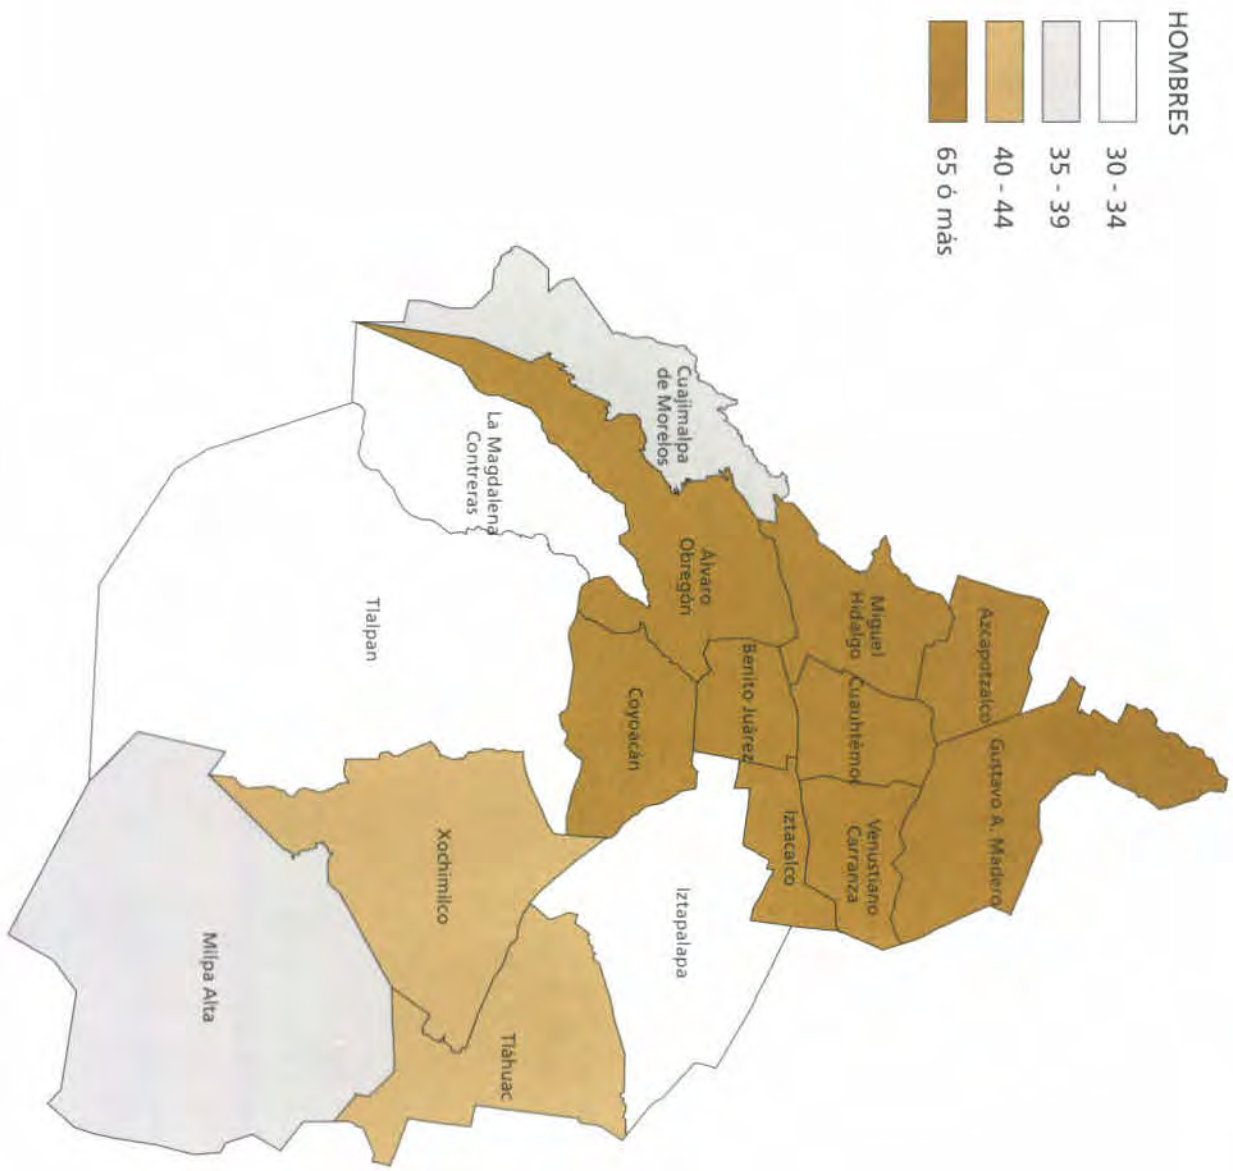 HOMBRES
30 - 34
35 - 39
40 - 44
65 ó más
Azcapotzalco
Gustavo A. Madero
Miguel
Hidalgo
Cuauhtémoc
Venustiano
Carranza
Iztacalco
Benito Juárez
Álvaro
Obregón
Cuajimalpa
de Morelos
Iztapalapa
Coyoacán
La Magdalena
Contreras
Tláhuac
Xochimilco
Tlalpan
Milpa Alta